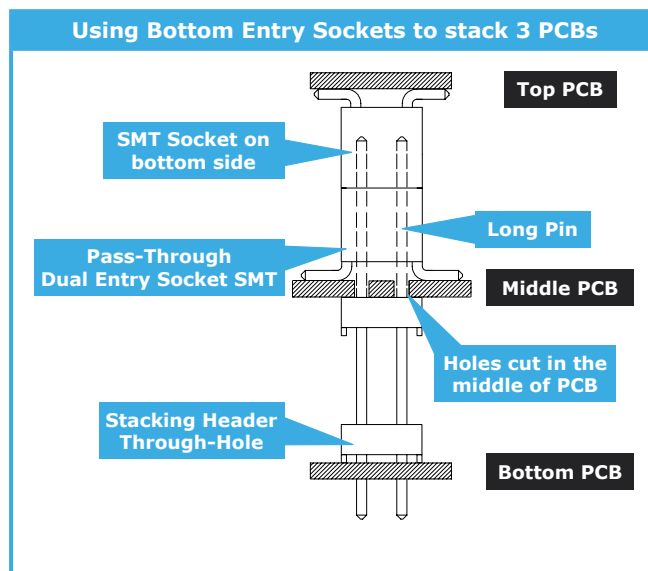 Using Bottom Entry Sockets to stack 3 PCBs
Top PCB
SMT Socket on
bottom side
Long Pin
Pass-Through
Dual Entry Socket SMT
Middle PCB
Holes cut in the
middle of PCB
Stacking Header
Through-Hole
Bottom PCB